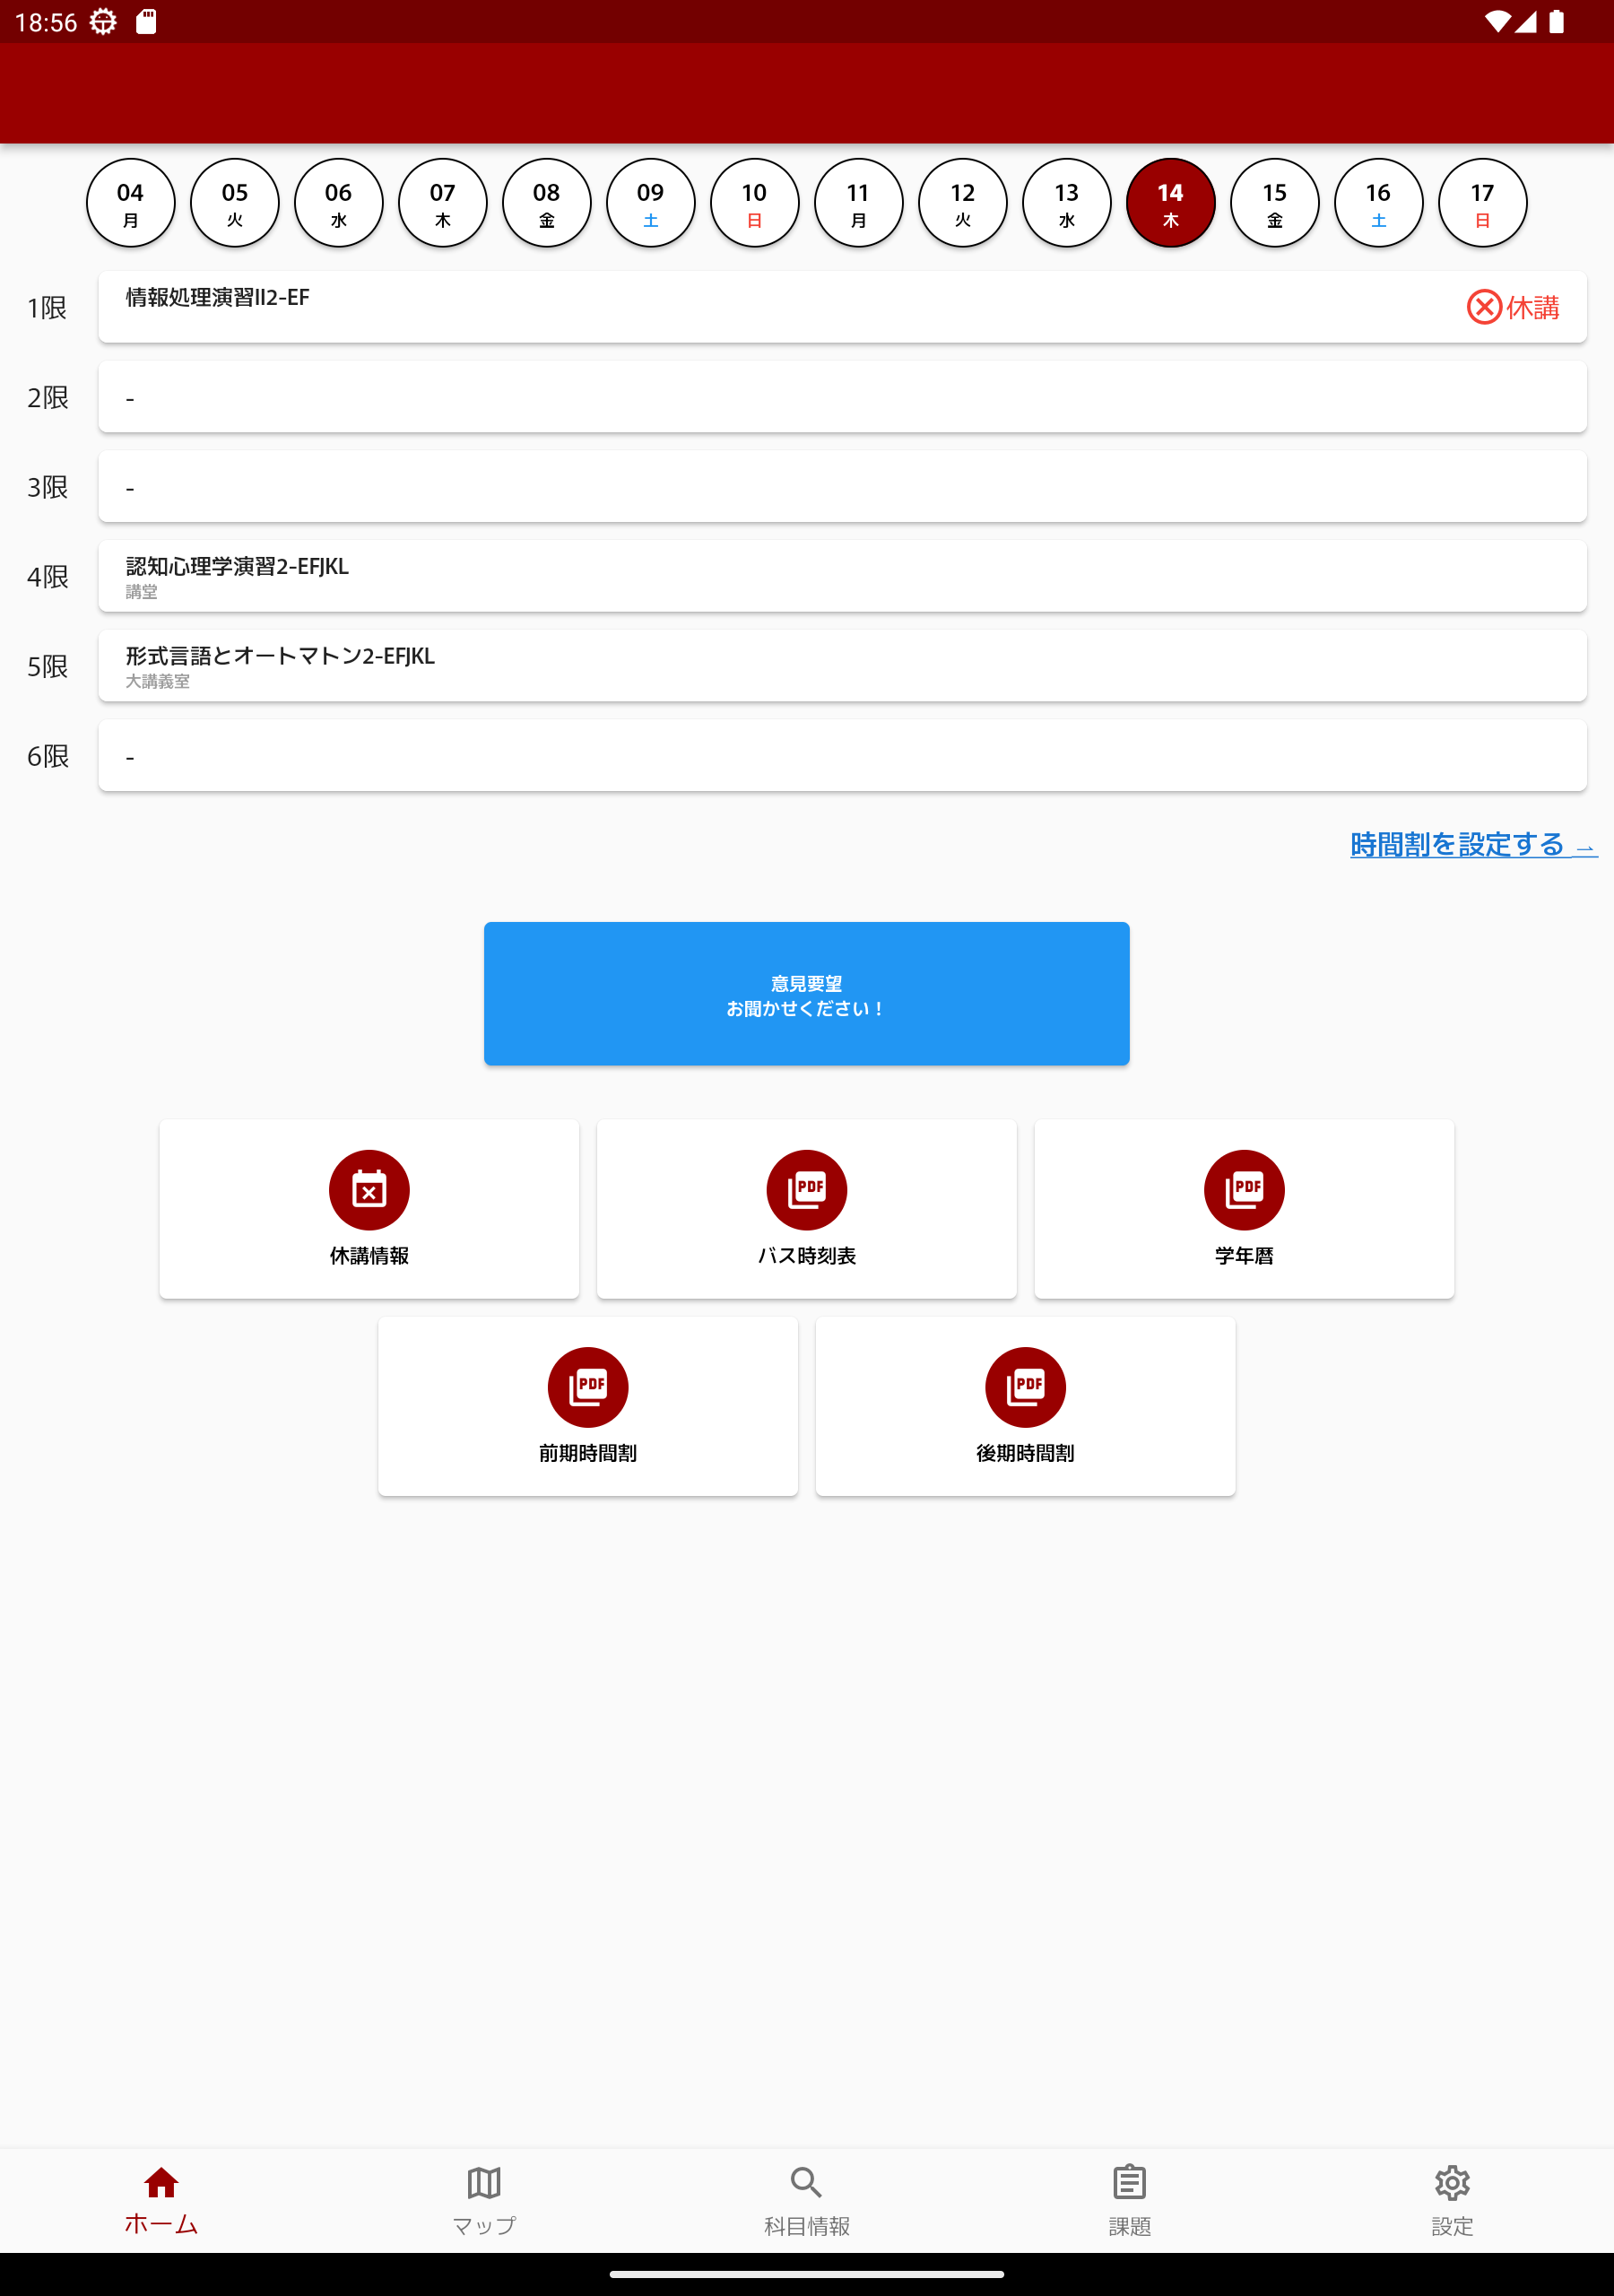 18:56
04 05 06 07 08 09 10 11 12 13 14 15 16 17
月 火 水 木 金 土 日 月 火 水 木 金 土 日
1限 情報処理演習II2-EF 休講
2限 -
3限 -
4限 認知心理学演習2-EFJKL
講堂
5限 形式言語とオートマトン2-EFJKL
大講義室
6限 -
時間割を設定する →
意見要望
お聞かせください！
PDF PDF
休講情報 バス時刻表 学年暦
PDF PDF
前期時間割 後期時間割
ホーム マップ 科目情報 課題 設定